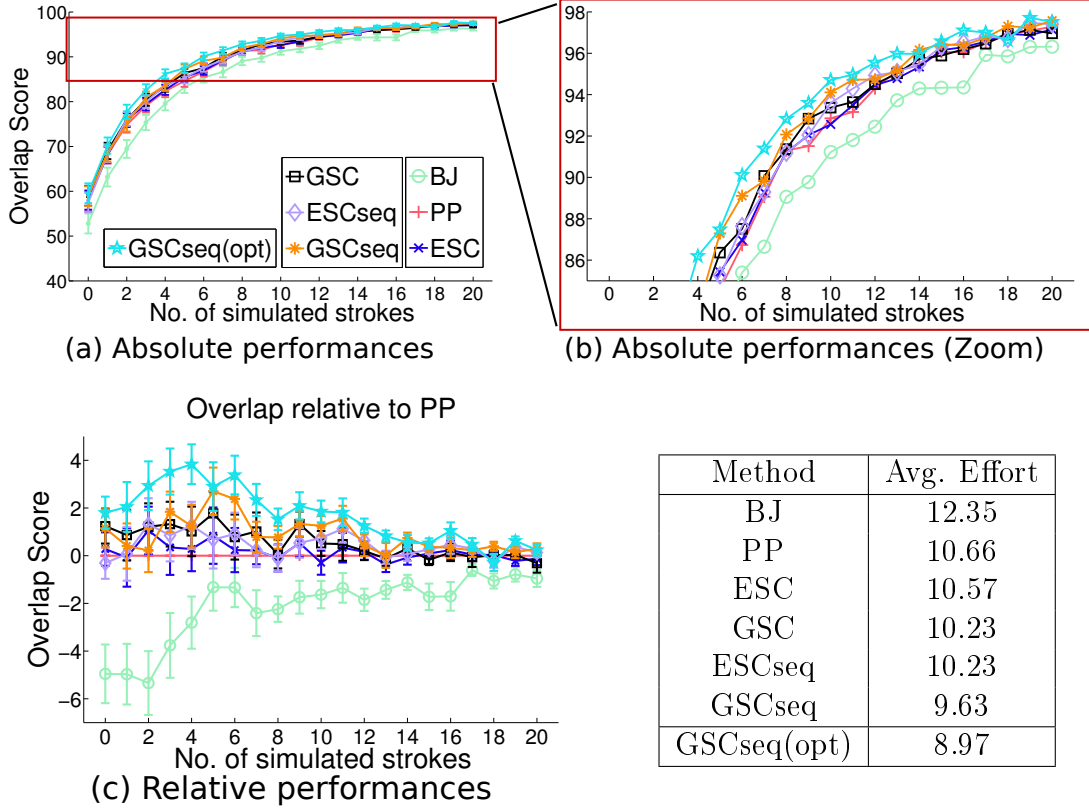 100
90
80
70
60
50
40
Overlap Score
GSC
ESCseq
GSCseq
BJ
PP
ESC
GSCseq(opt)
0 2 4 6 8 10 12 14 16 18 20
No. of simulated strokes
(a) Absolute performances
98
96
94
92
90
88
86
0 2 4 6 8 10 12 14 16 18 20
No. of simulated strokes
(b) Absolute performances (Zoom)
Overlap relative to PP
4
2
0
−2
−4
−6
Overlap Score
0 2 4 6 8 10 12 14 16 18 20
No. of simulated strokes
(c) Relative performances
Method Avg. Effort
BJ 12.35
PP 10.66
ESC 10.57
GSC 10.23
ESCseq 10.23
GSCseq 9.63
GSCseq(opt) 8.97